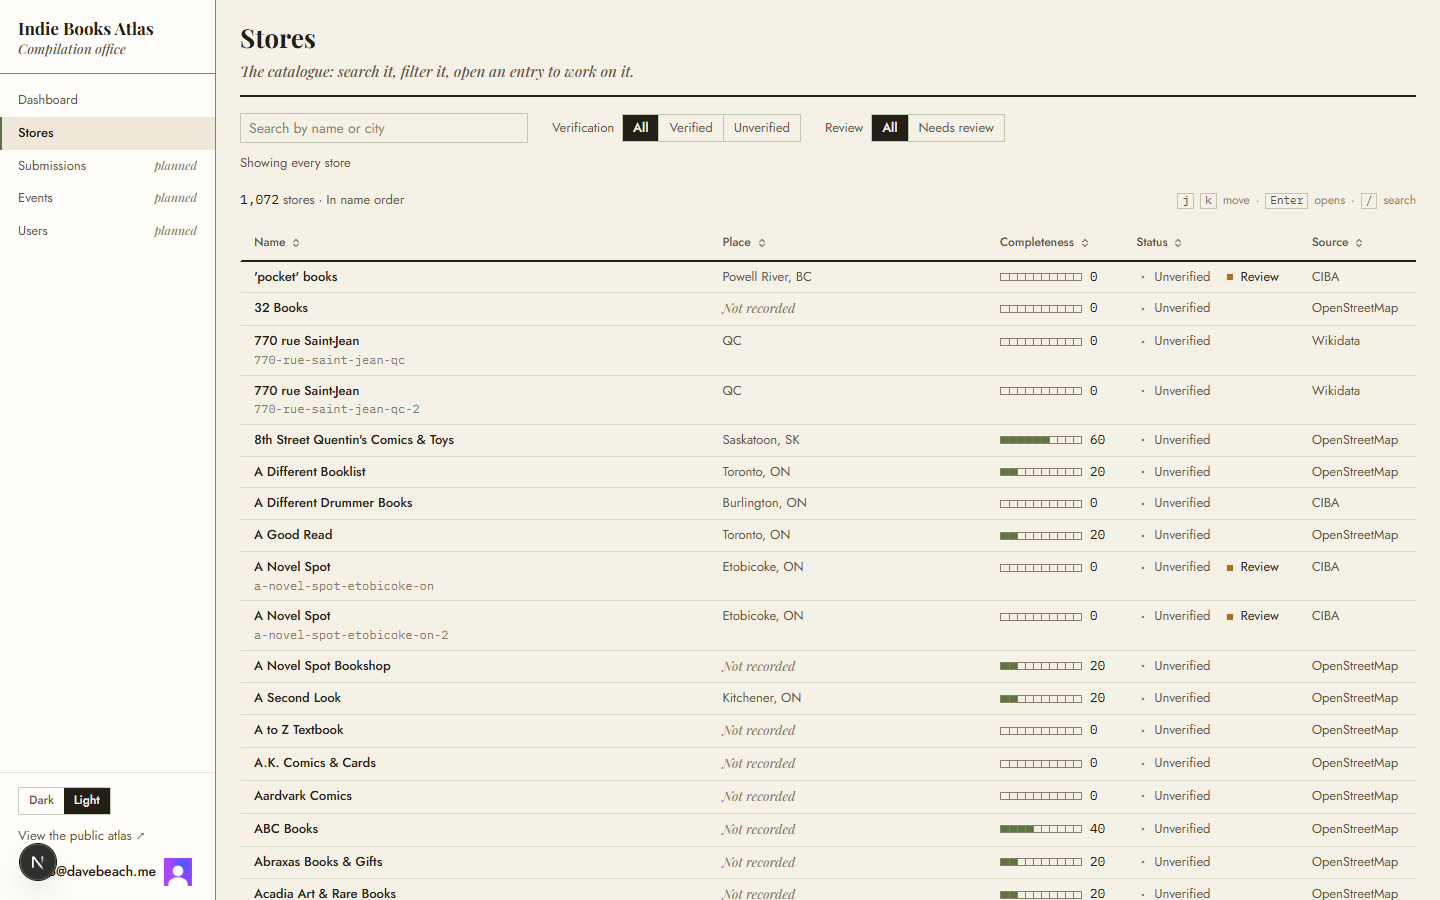 Indie Books Atlas
Compilation office
Dashboard
Stores
Submissions planned
Events planned
Users planned
Dark Light
View the public atlas ↗
N @davebeach.me
Stores
The catalogue: search it, filter it, open an entry to work on it.
Search by name or city Verification All Verified Unverified Review All Needs review
Showing every store
1,072 stores · In name order j k move · Enter opens · / search
Name Place Completeness Status Source
'pocket' books Powell River, BC 0 · Unverified Review CIBA
32 Books Not recorded 0 · Unverified OpenStreetMap
770 rue Saint-Jean QC 0 · Unverified Wikidata
770-rue-saint-jean-qc
770 rue Saint-Jean QC 0 · Unverified Wikidata
770-rue-saint-jean-qc-2
8th Street Quentin's Comics & Toys Saskatoon, SK 60 · Unverified OpenStreetMap
A Different Booklist Toronto, ON 20 · Unverified OpenStreetMap
A Different Drummer Books Burlington, ON 0 · Unverified CIBA
A Good Read Toronto, ON 20 · Unverified OpenStreetMap
A Novel Spot Etobicoke, ON 0 · Unverified Review CIBA
a-novel-spot-etobicoke-on
A Novel Spot Etobicoke, ON 0 · Unverified Review CIBA
a-novel-spot-etobicoke-on-2
A Novel Spot Bookshop Not recorded 20 · Unverified OpenStreetMap
A Second Look Kitchener, ON 20 · Unverified OpenStreetMap
A to Z Textbook Not recorded 0 · Unverified OpenStreetMap
A.K. Comics & Cards Not recorded 0 · Unverified OpenStreetMap
Aardvark Comics Not recorded 0 · Unverified OpenStreetMap
ABC Books Not recorded 40 · Unverified OpenStreetMap
Abraxas Books & Gifts Not recorded 20 · Unverified OpenStreetMap
Acadia Art & Rare Books Not recorded 20 · Unverified OpenStreetMap